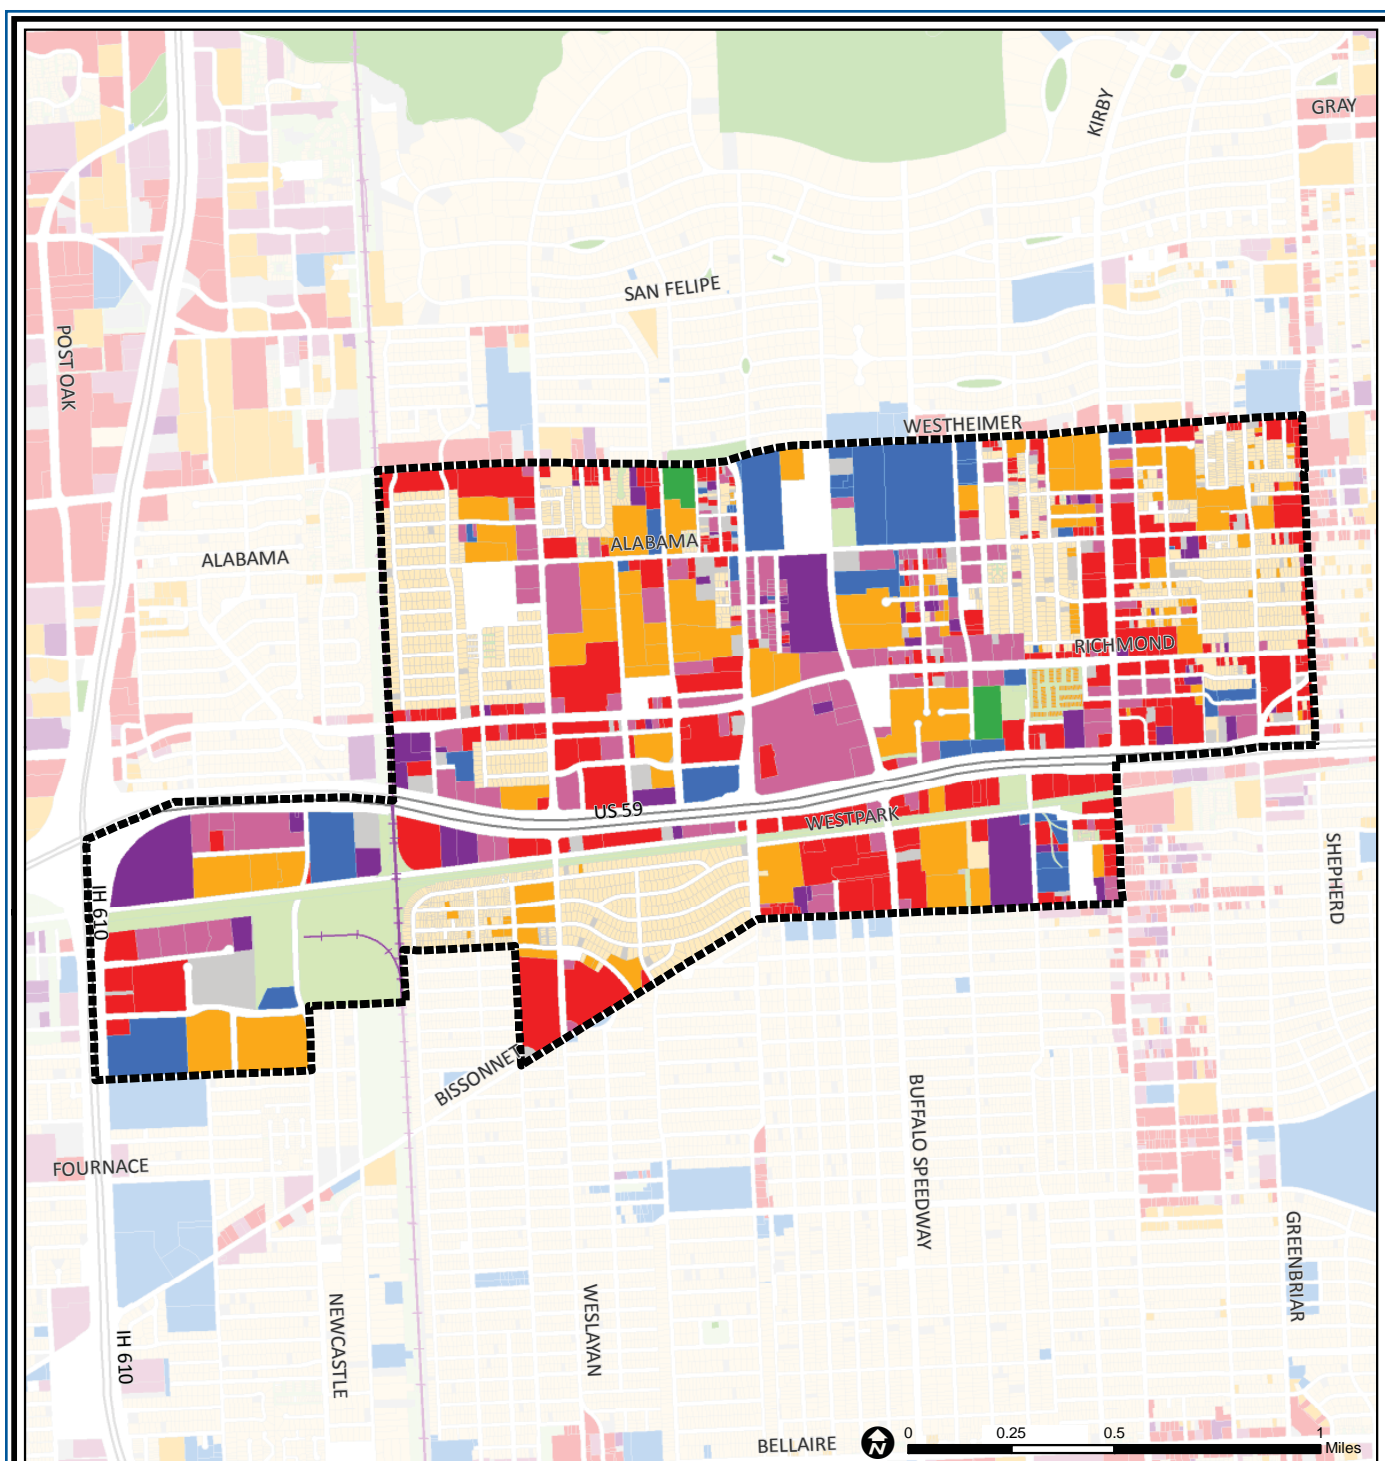 GRAY
KIRBY
SAN FELIPE
POST OAK
WESTHEIMER
ALABAMA
ALABAMA
RICHMOND
US 59
WESTPARK
SHEPHERD
IH 610
BISSONNET
BUFFALO SPEEDWAY
FOURNACE
GREENBRIAR
NEWCASTLE
WESLAYAN
IH 610
BELLAIRE
N
0 0.25 0.5 1
Miles